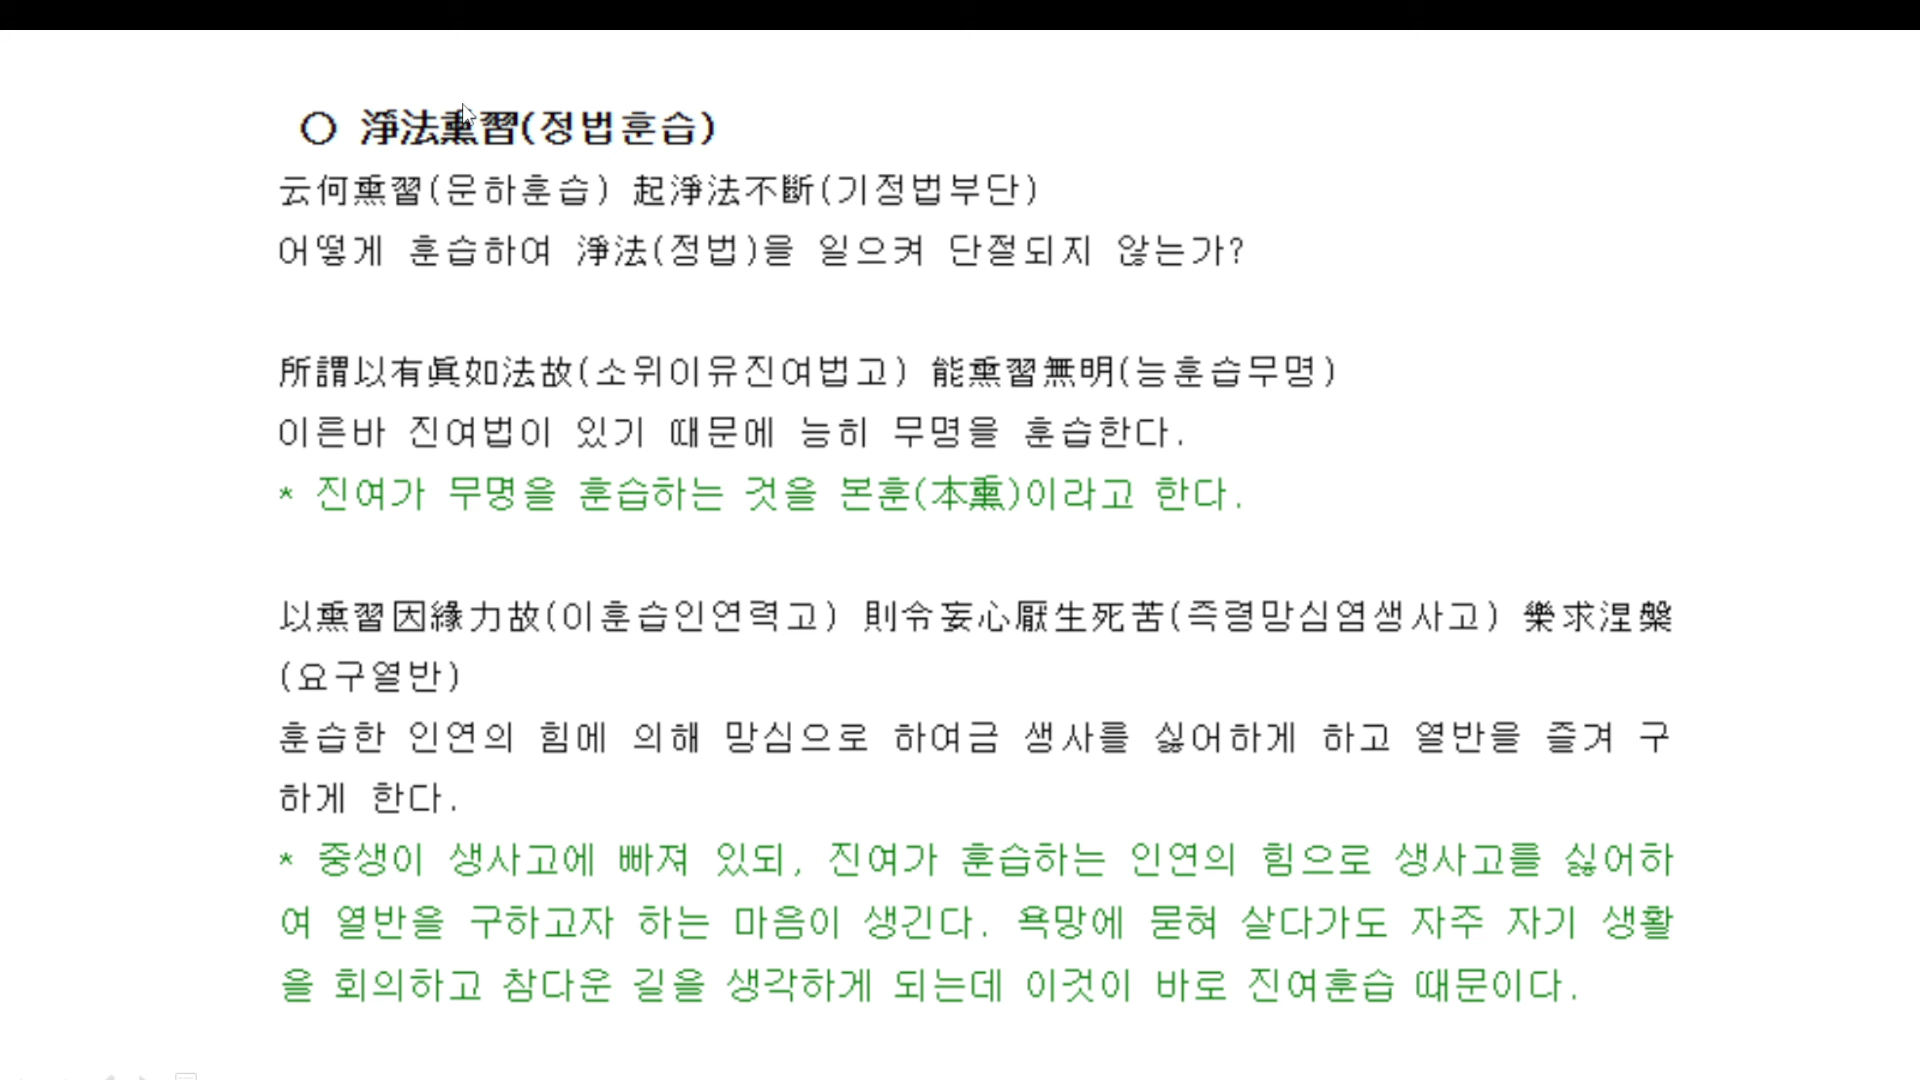 ○ 淨法熏習(정법훈습)
云何熏習(운하훈습) 起淨法不斷(기정법부단)
어떻게 훈습하여 淨法(정법)을 일으켜 단절되지 않는가?
所謂以有眞如法故(소위이유진여법고) 能熏習無明(능훈습무명)
이른바 진여법이 있기 때문에 능히 무명을 훈습한다.
* 진여가 무명을 훈습하는 것을 본훈(本熏)이라고 한다.
以熏習因緣力故(이훈습인연력고) 則令妄心厭生死苦(즉령망심염생사고) 樂求涅槃
(요구열반)
훈습한 인연의 힘에 의해 망심으로 하여금 생사를 싫어하게 하고 열반을 즐겨 구
하게 한다.
* 중생이 생사고에 빠져 있되, 진여가 훈습하는 인연의 힘으로 생사고를 싫어하
여 열반을 구하고자 하는 마음이 생긴다. 욕망에 묻혀 살다가도 자주 자기 생활
을 회의하고 참다운 길을 생각하게 되는데 이것이 바로 진여훈습 때문이다.